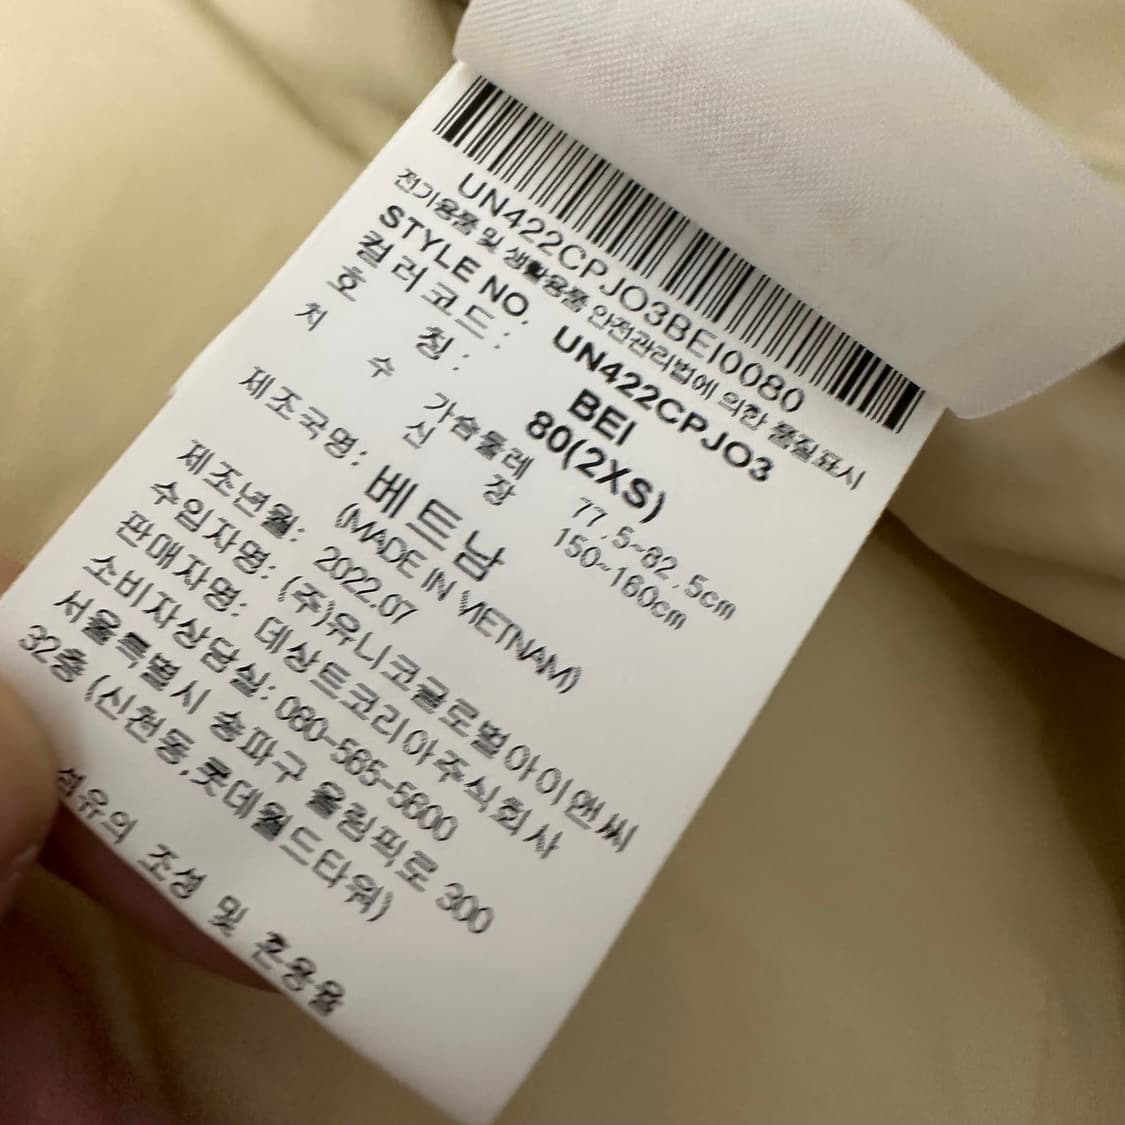 UN422CPJO3BEI0080
전기용품 및 생활용품 안전관리법에 의한 품질표시
STYLE NO. UN422CPJO3
컬러코드: BEI
호 칭: 80(2XS)
치 수 가슴둘레 77.5~82.5cm
신 장 150~160cm
제조국명: 베트남
(MADE IN VIETNAM)
제조년월: 2022.07
수입자명: (주)유니코글로벌아이앤씨
판매자명: 데상트코리아주식회사
소비자상담실: 080-565-5600
서울특별시 송파구 올림픽로 300
32층 (신천동,롯데월드타워)
섬유의 조성 및 혼용율